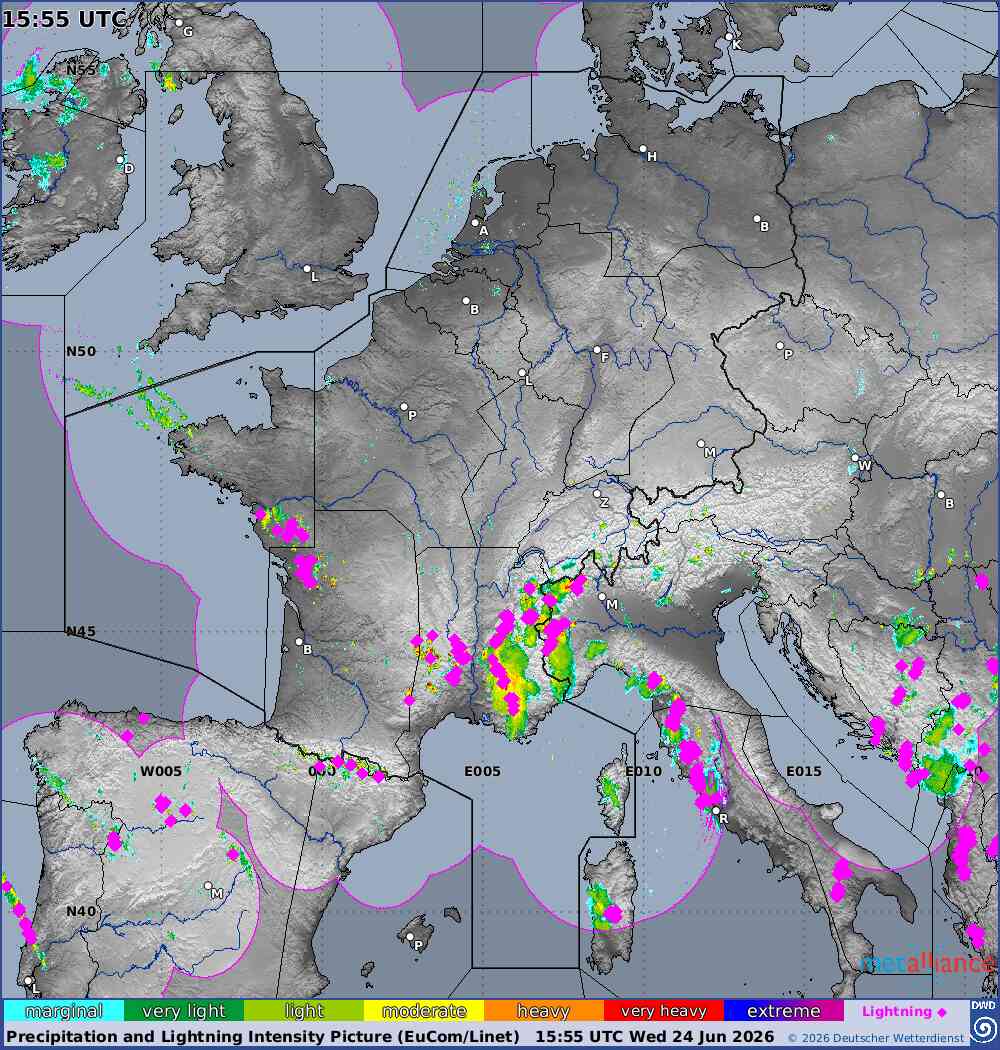 15:55 UTC
G
K
N55
D
H
A
B
L
B
N50
P
F
L
P
M
W
Z
B
M
N45
B
W005
000
E005
E010
E015
R
M
N40
P
L
metalliance
marginal very light light moderate heavy very heavy extreme Lightning
DWD
Precipitation and Lightning Intensity Picture (EuCom/Linet) 15:55 UTC Wed 24 Jun 2026 © 2026 Deutscher Wetterdienst